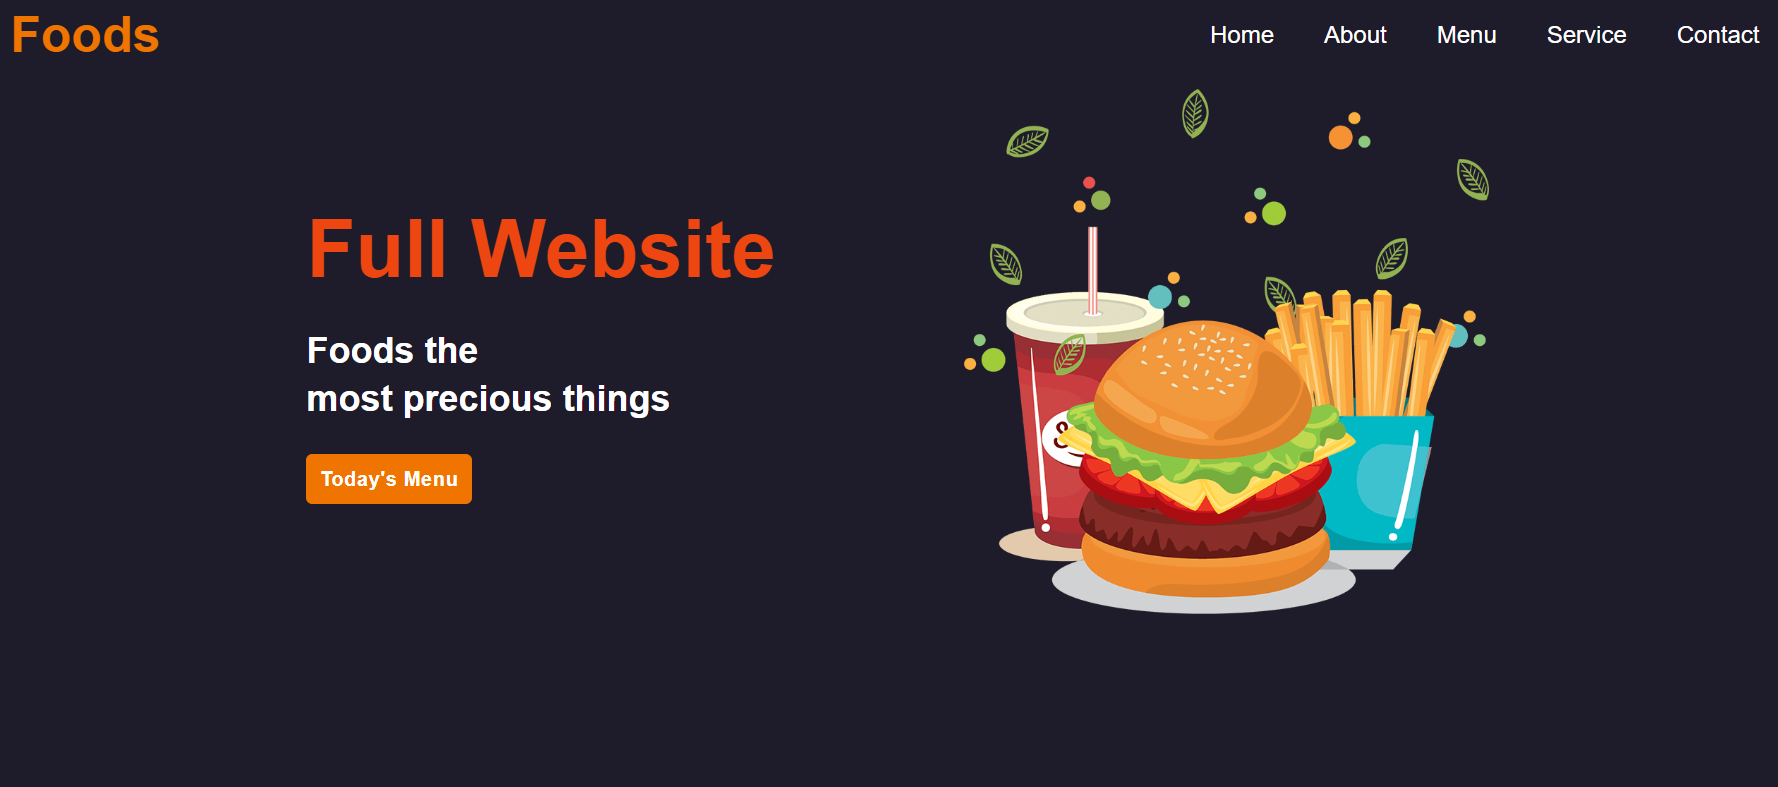 Foods
Home About Menu Service Contact
Full Website
Foods the
most precious things
Today's Menu